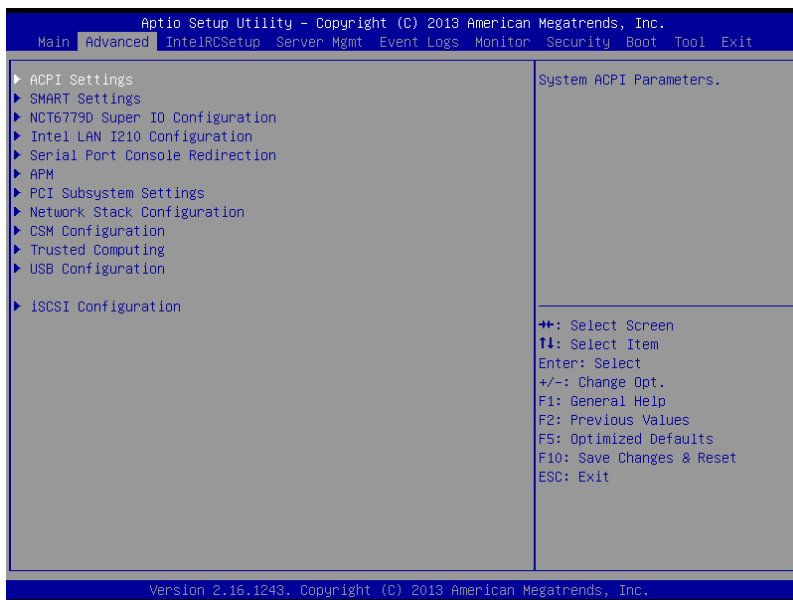 Aptio Setup Utility – Copyright (C) 2013 American Megatrends, Inc.
Main Advanced IntelRCSetup Server Mgmt Event Logs Monitor Security Boot Tool Exit
ACPI Settings
SMART Settings
NCT6779D Super IO Configuration
Intel LAN I210 Configuration
Serial Port Console Redirection
APM
PCI Subsystem Settings
Network Stack Configuration
CSM Configuration
Trusted Computing
USB Configuration
iSCSI Configuration
System ACPI Parameters.
→←: Select Screen
↑↓: Select Item
Enter: Select
+/-: Change Opt.
F1: General Help
F2: Previous Values
F5: Optimized Defaults
F10: Save Changes & Reset
ESC: Exit
Version 2.16.1243. Copyright (C) 2013 American Megatrends, Inc.